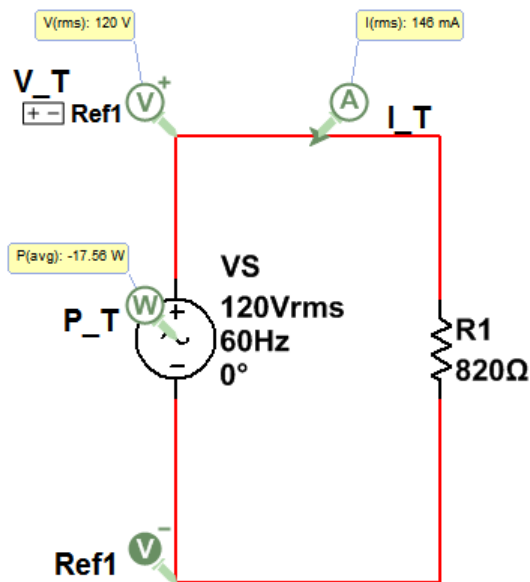 V(rms): 120 V
I(rms): 146 mA
V_T
+ - Ref1
V +
A
I_T
P(avg): -17.56 W
W
P_T
+
-
VS
120Vrms
60Hz
0°
R1
820Ω
V -
Ref1